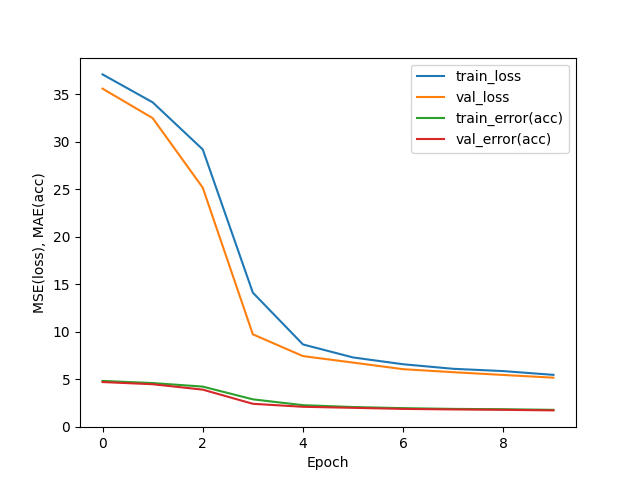 train_loss
val_loss
train_error(acc)
val_error(acc)
MSE(loss), MAE(acc)
35
30
25
20
15
10
5
0
0 2 4 6 8
Epoch